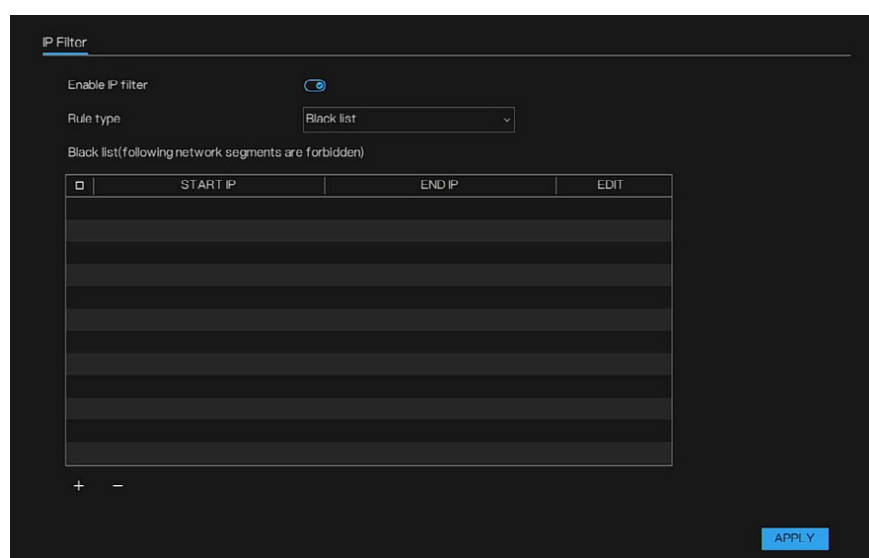 IP Filter
Enable IP filter
Rule type Black list
Black list(following network segments are forbidden)
START IP END IP EDIT
+ −
APPLY